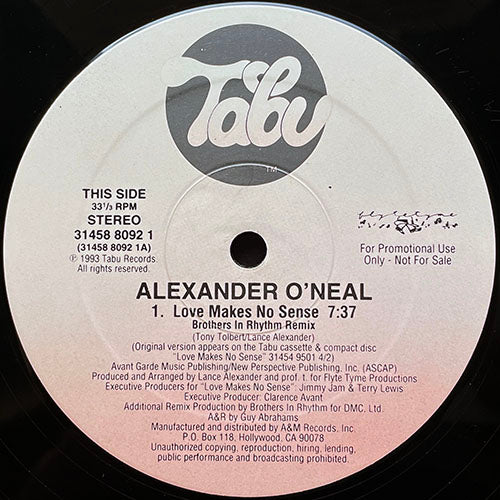 Tabu
TM
THIS SIDE
33 1/3 RPM
STEREO
31458 8092 1
(31458 8092 1A)
℗ 1993 Tabu Records
All rights reserved.
For Promotional Use
Only - Not For Sale
ALEXANDER O'NEAL
1. Love Makes No Sense 7:37
Brothers In Rhythm Remix
(Tony Tolbert/Lance Alexander)
(Original version appears on the Tabu cassette & compact disc
"Love Makes No Sense" 31454 9501 4/2)
Avant Garde Music Publishing/New Perspective Publishing, Inc. (ASCAP)
Produced and Arranged by Lance Alexander and prof. t. for Flyte Tyme Productions
Executive Producers for "Love Makes No Sense": Jimmy Jam & Terry Lewis
Executive Producer: Clarence Avant
Additional Remix Production by Brothers In Rhythm for DMC, Ltd.
A&R by Guy Abrahams
Manufactured and distributed by A&M Records, Inc.
P.O. Box 118, Hollywood, CA 90078
Unauthorized copying, reproduction, hiring, lending,
public performance and broadcasting prohibited.